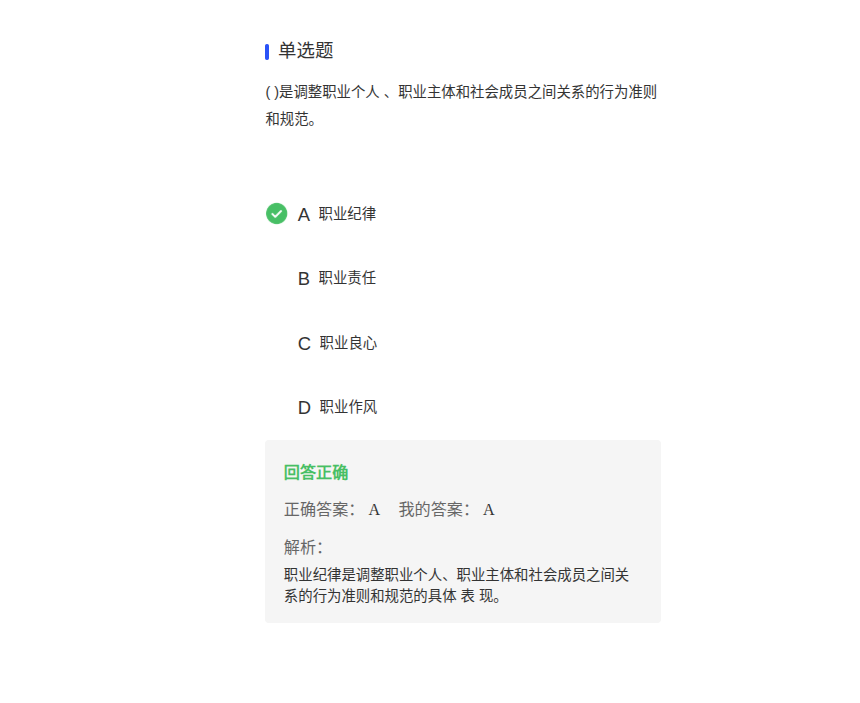 单选题
( )是调整职业个人 、职业主体和社会成员之间关系的行为准则
和规范。
A 职业纪律
B 职业责任
C 职业良心
D 职业作风
回答正确
正确答案： A 我的答案： A
解析：
职业纪律是调整职业个人、职业主体和社会成员之间关
系的行为准则和规范的具体 表 现。